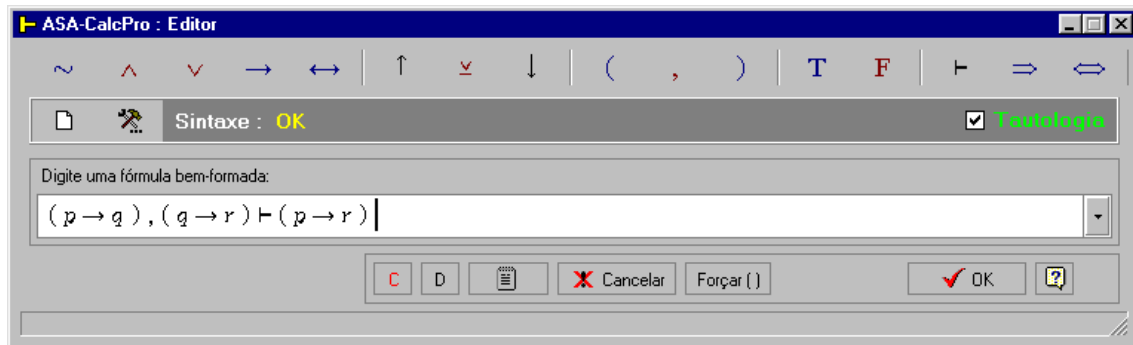 ASA-CalcPro : Editor
~ ∧ ∨ → ↔ ↑ ⊻ ↓ ( , ) T F ⊢ ⇒ ⇔
Sintaxe : OK Tautologia
Digite uma fórmula bem-formada:
( p → q ) , ( q → r ) ⊢ ( p → r )
C D Cancelar Forçar ( ) OK